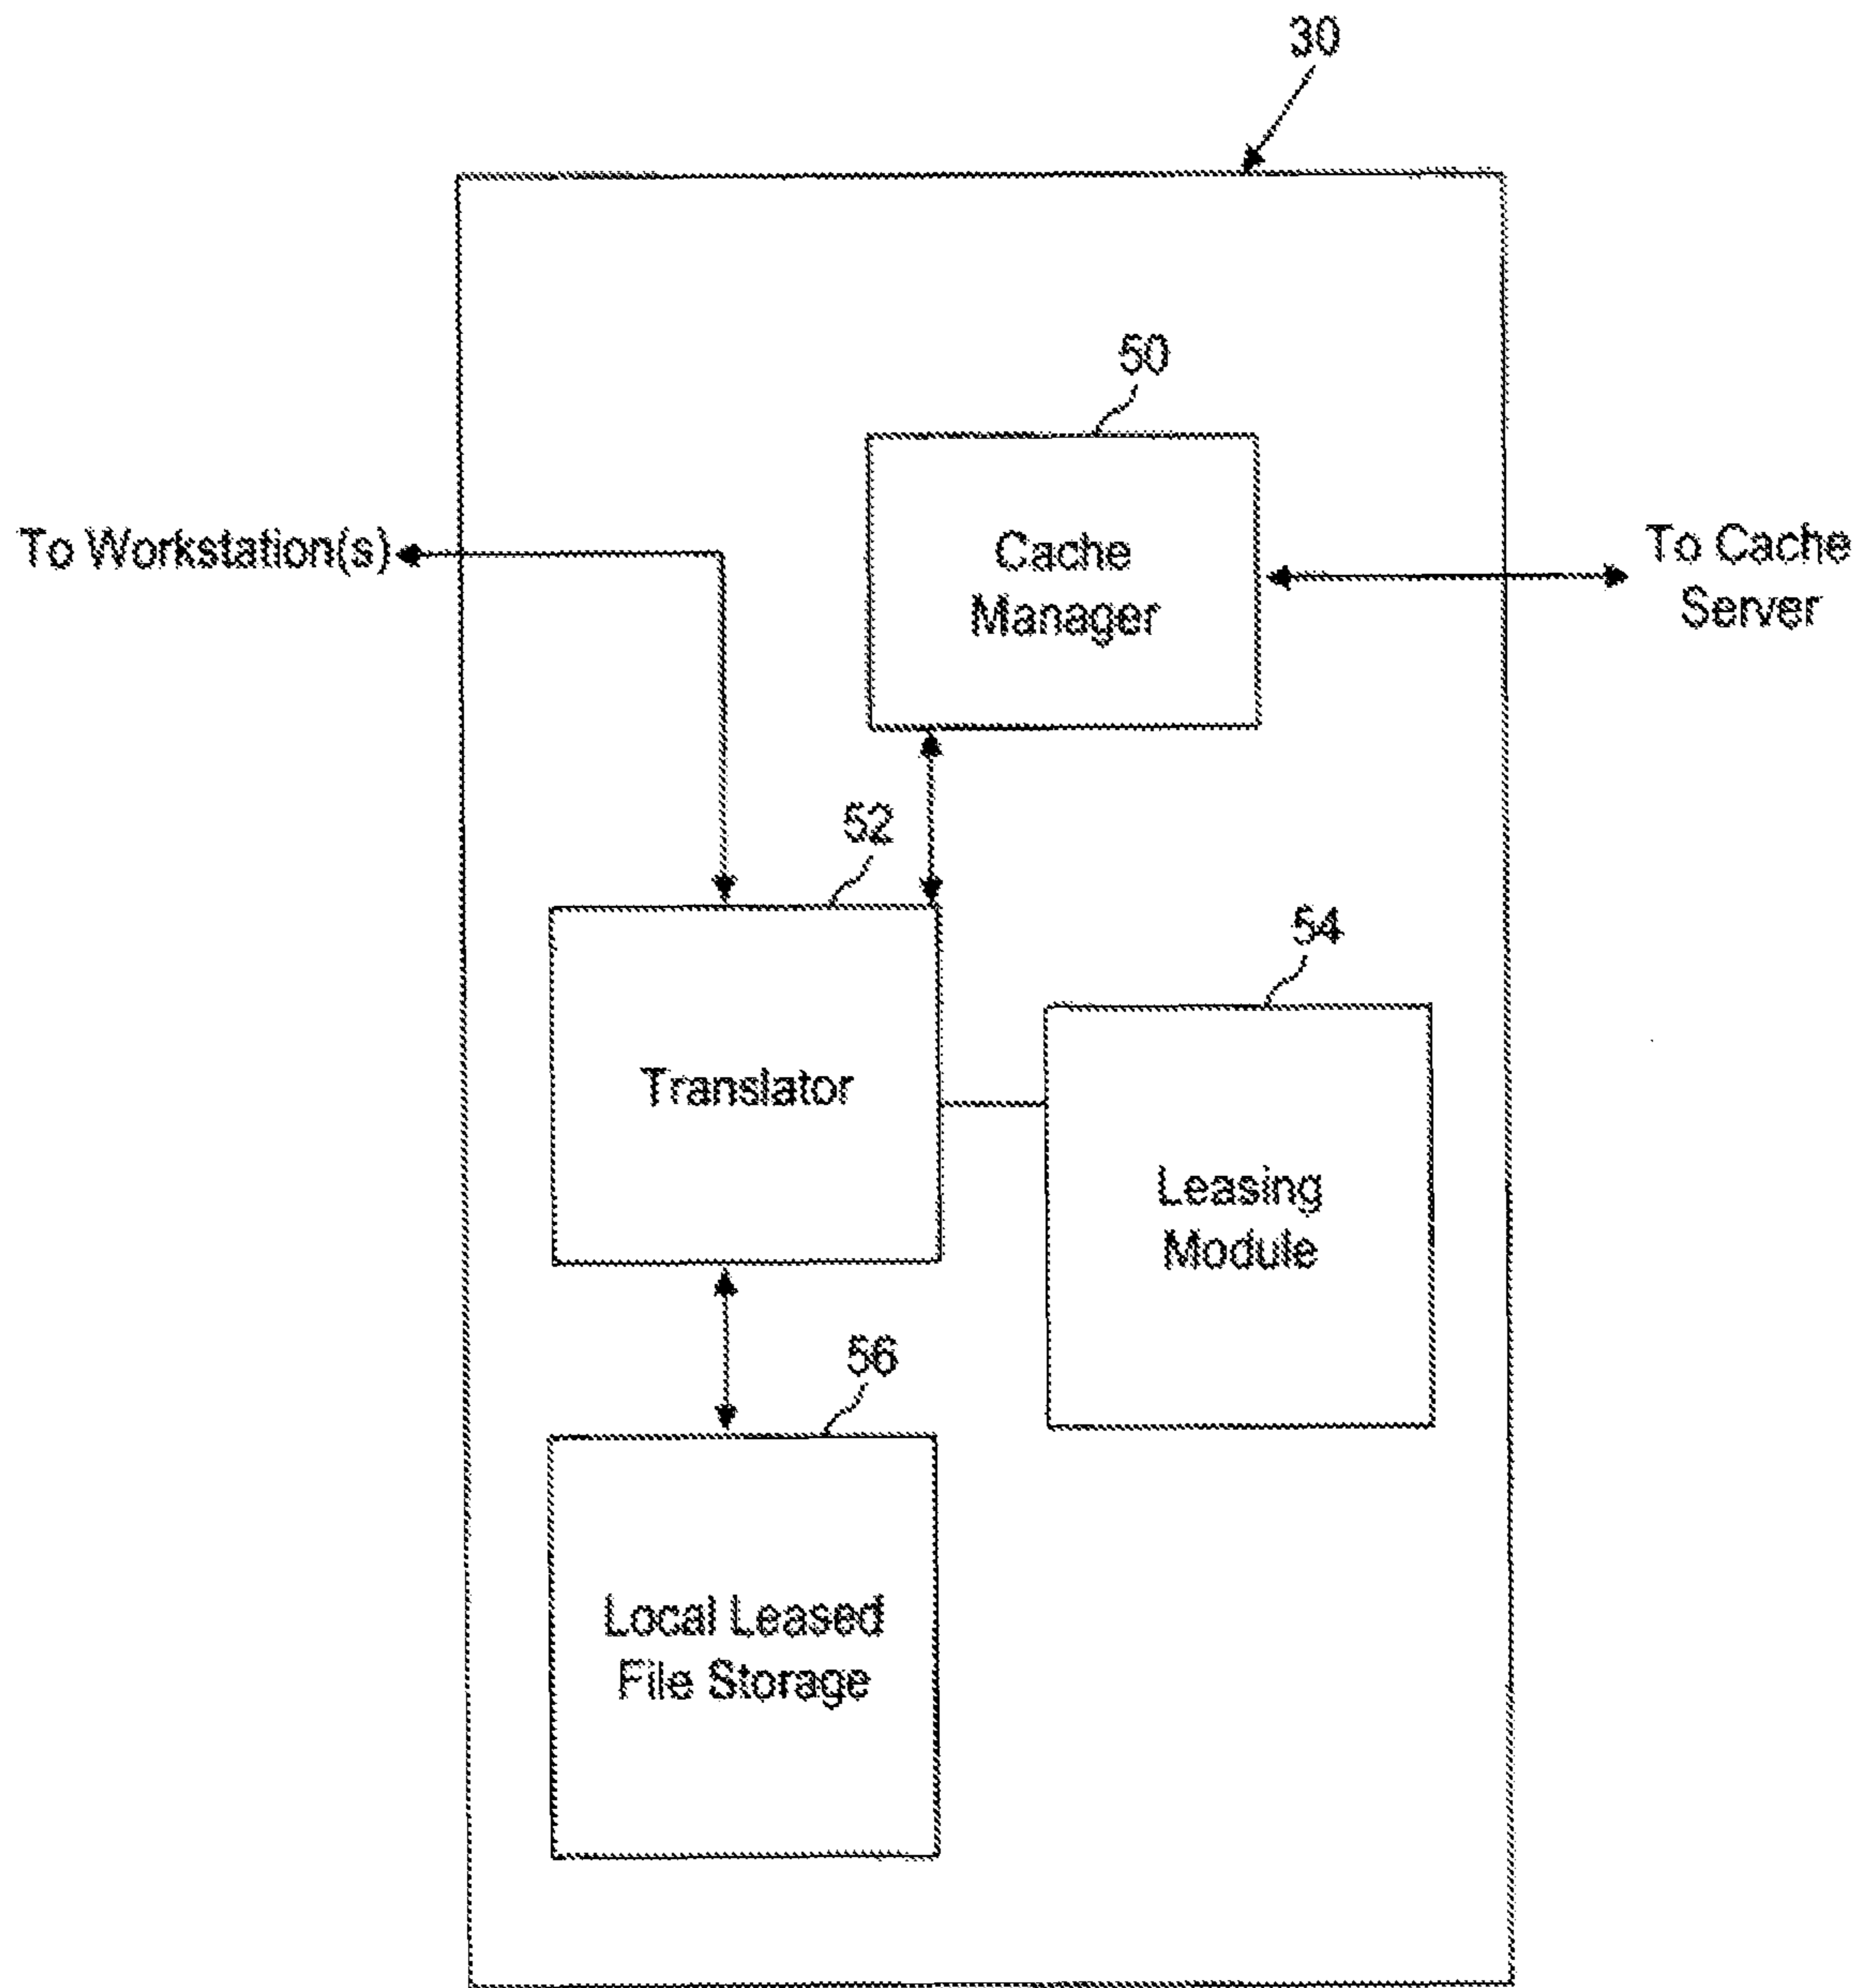 30
50
To Workstation(s)
Cache
Manager
To Cache
Server
52
54
Translator
Leasing
Module
56
Local Leased
File Storage